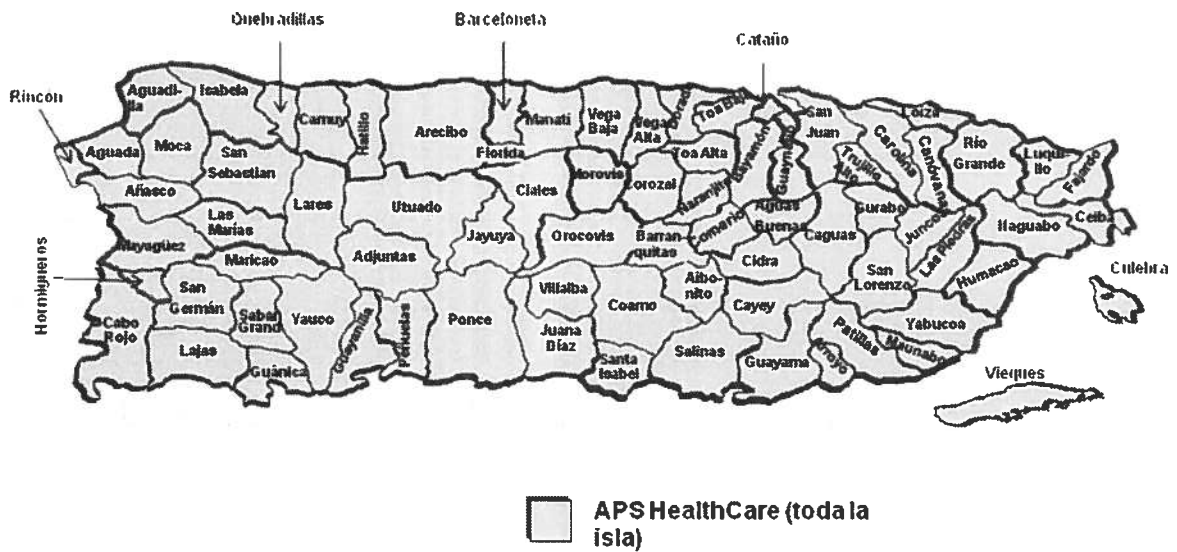 Quebradillas
Barceloneta
Cataño
Rincón
Aguadi-
lla
Isabela
Camuy
Hatillo
Arecibo
Manatí
Vega
Baja
Vega
Alta
Dorado
Toa Baja
San
Juan
Loiza
Aguada
Moca
San
Sebastian
Florida
Toa Alta
Bayamón
Guaynabo
Carolina
Trujillo
Alto
Canóvanas
Río
Grande
Luqui-
llo
Fajardo
Añasco
Lares
Utuado
Ciales
Morovis
Corozal
Naranjito
Las
Marías
Jayuya
Orocovis
Barran-
quitas
Comerio
Aguas
Buenas
Caguas
Gurabo
Juncos
Las Piedras
Naguabo
Ceiba
Mayagüez
Maricao
Adjuntas
Cidra
Hormigueros
San
Germán
Villalba
Coamo
Aibo-
nito
Cayey
San
Lorenzo
Humacao
Culebra
Cabo
Rojo
Sabana
Grand
Yauco
Guayanilla
Peñuelas
Ponce
Juana
Díaz
Lajas
Guánica
Santa
Isabel
Salinas
Guayama
Arroyo
Patillas
Yabucoa
Maunabo
Vieques
APS HealthCare (toda la
isla)